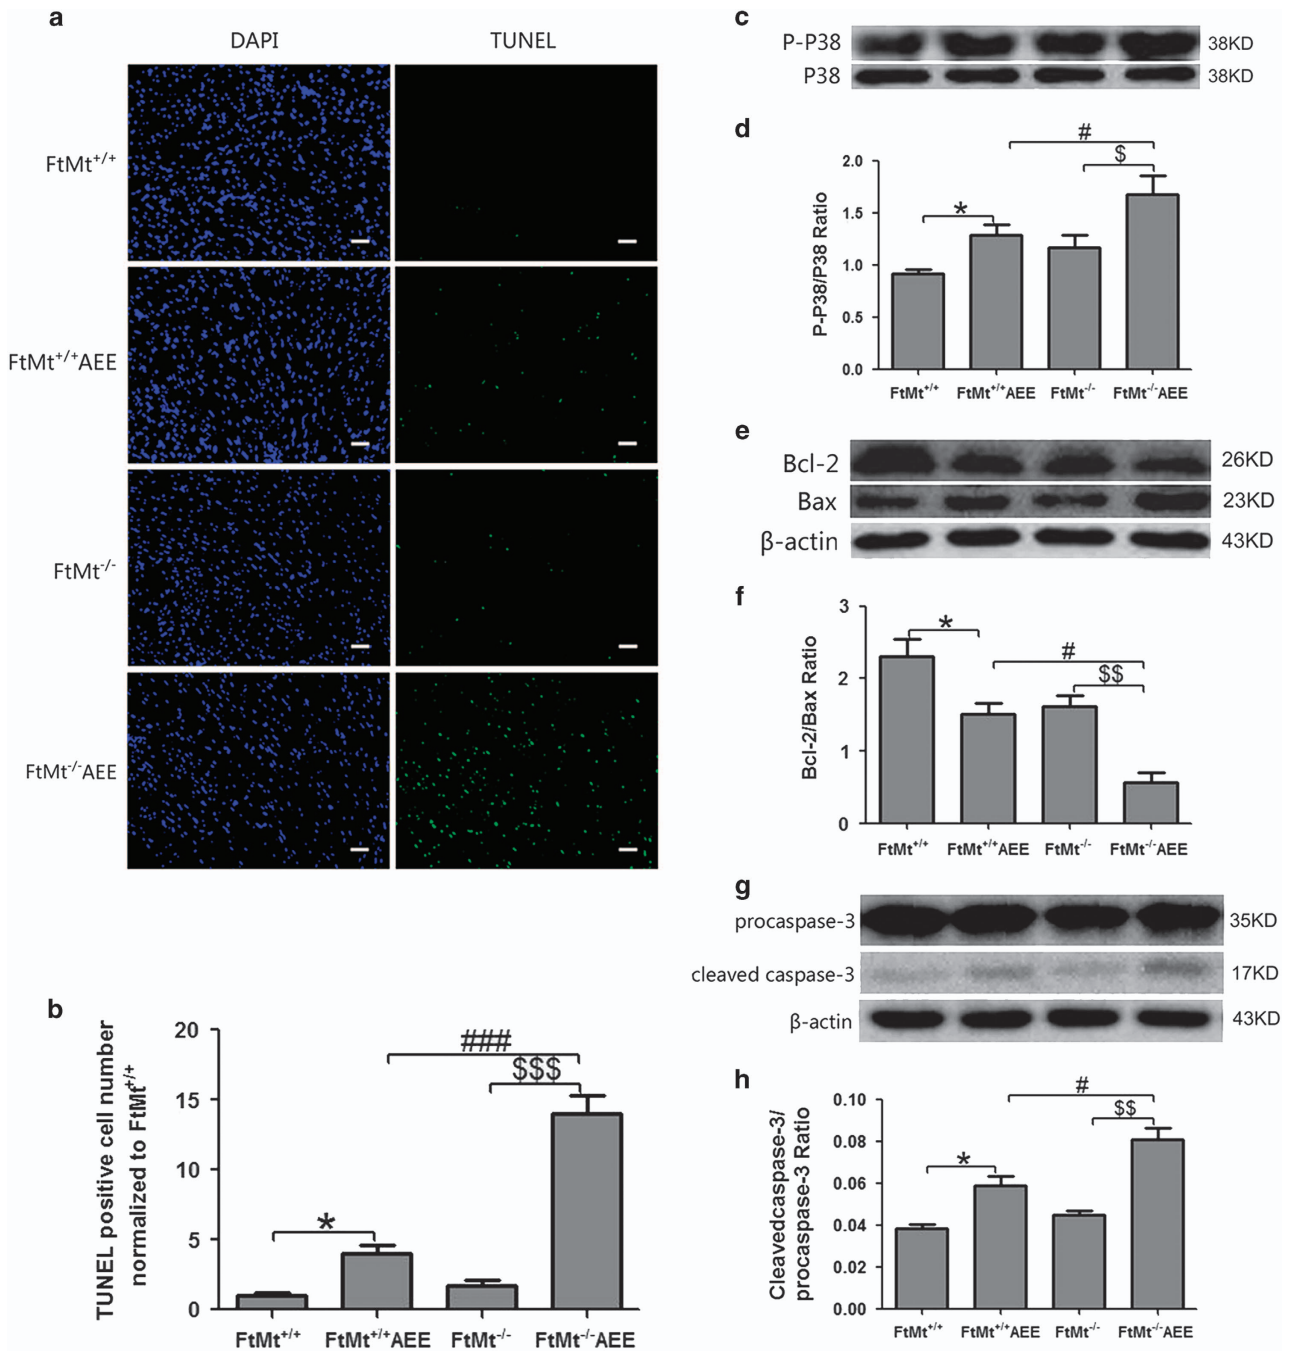 a
DAPI TUNEL
FtMt+/+
FtMt+/+AEE
FtMt-/-
FtMt-/-AEE
b
TUNEL positive cell number
normalized to FtMt+/+
20
15
10
5
0
*
###
$$$
FtMt+/+ FtMt+/+AEE FtMt-/- FtMt-/-AEE
c
P-P38 38KD
P38 38KD
d
P-P38/P38 Ratio
2.0
1.5
1.0
0.5
0.0
#
$
*
FtMt+/+ FtMt+/+AEE FtMt-/- FtMt-/-AEE
e
Bcl-2 26KD
Bax 23KD
β-actin 43KD
f
Bcl-2/Bax Ratio
3
2
1
0
*
#
$$
FtMt+/+ FtMt+/+AEE FtMt-/- FtMt-/-AEE
g
procaspase-3 35KD
cleaved caspase-3 17KD
β-actin 43KD
h
Cleavedcaspase-3/
procaspase-3 Ratio
0.10
0.08
0.06
0.04
0.02
0.00
#
$$
*
FtMt+/+ FtMt+/+AEE FtMt-/- FtMt-/-AEE